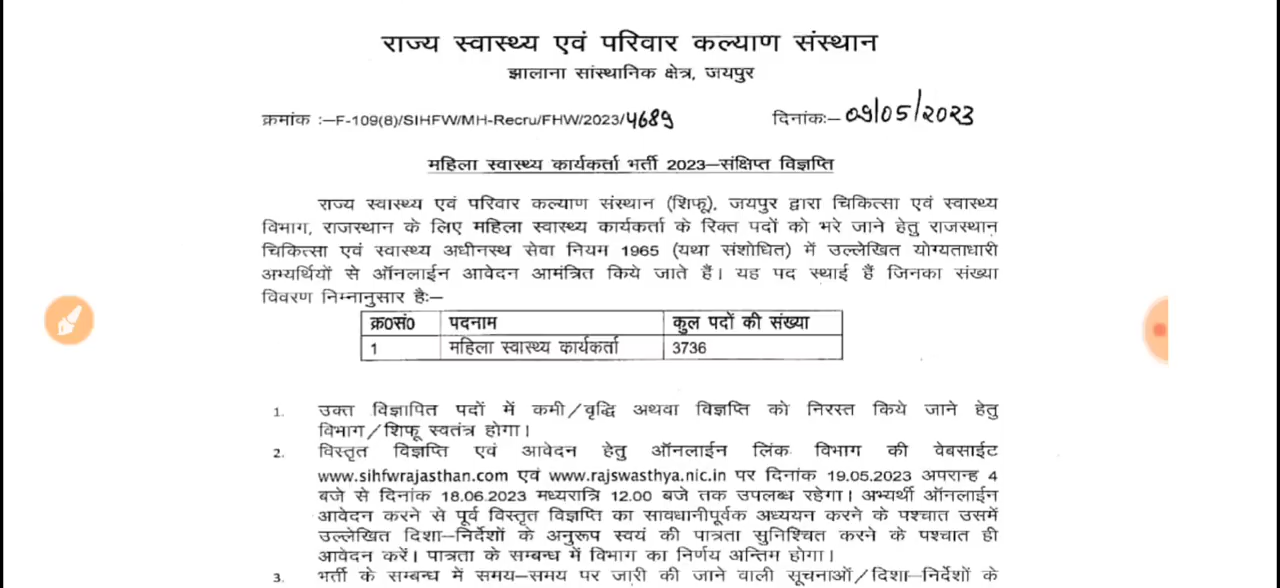 राज्य स्वास्थ्य एवं परिवार कल्याण संस्थान
झालाना सांस्थानिक क्षेत्र, जयपुर
क्रमांक :–F-109(8)/SIHFW/MH-Recru/FHW/2023/4689 दिनांकः– 09/05/2023
महिला स्वास्थ्य कार्यकर्ता भर्ती 2023–संक्षिप्त विज्ञप्ति
राज्य स्वास्थ्य एवं परिवार कल्याण संस्थान (शिफू), जयपुर द्वारा चिकित्सा एवं स्वास्थ्य
विभाग, राजस्थान के लिए महिला स्वास्थ्य कार्यकर्ता के रिक्त पदों को भरे जाने हेतु राजस्थान
चिकित्सा एवं स्वास्थ्य अधीनस्थ सेवा नियम 1965 (यथा संशोधित) में उल्लेखित योग्यताधारी
अभ्यर्थियों से ऑनलाईन आवेदन आमंत्रित किये जाते हैं। यह पद स्थाई हैं जिनका संख्या
विवरण निम्नानुसार हैः–
क्र0सं0 पदनाम कुल पदों की संख्या
1 महिला स्वास्थ्य कार्यकर्ता 3736
1. उक्त विज्ञापित पदों में कमी/वृद्धि अथवा विज्ञप्ति को निरस्त किये जाने हेतु
विभाग/शिफू स्वतंत्र होगा।
2. विस्तृत विज्ञप्ति एवं आवेदन हेतु ऑनलाईन लिंक विभाग की वेबसाईट
www.sihfwrajasthan.com एवं www.rajswasthya.nic.in पर दिनांक 19.05.2023 अपरान्ह 4
बजे से दिनांक 18.06.2023 मध्यरात्रि 12.00 बजे तक उपलब्ध रहेगा। अभ्यर्थी ऑनलाईन
आवेदन करने से पूर्व विस्तृत विज्ञप्ति का सावधानीपूर्वक अध्ययन करने के पश्चात उसमें
उल्लेखित दिशा–निर्देशों के अनुरूप स्वयं की पात्रता सुनिश्चित करने के पश्चात ही
आवेदन करें। पात्रता के सम्बन्ध में विभाग का निर्णय अन्तिम होगा।
3. भर्ती के सम्बन्ध में समय–समय पर जारी की जाने वाली सूचनाओं/दिशा–निर्देशों के